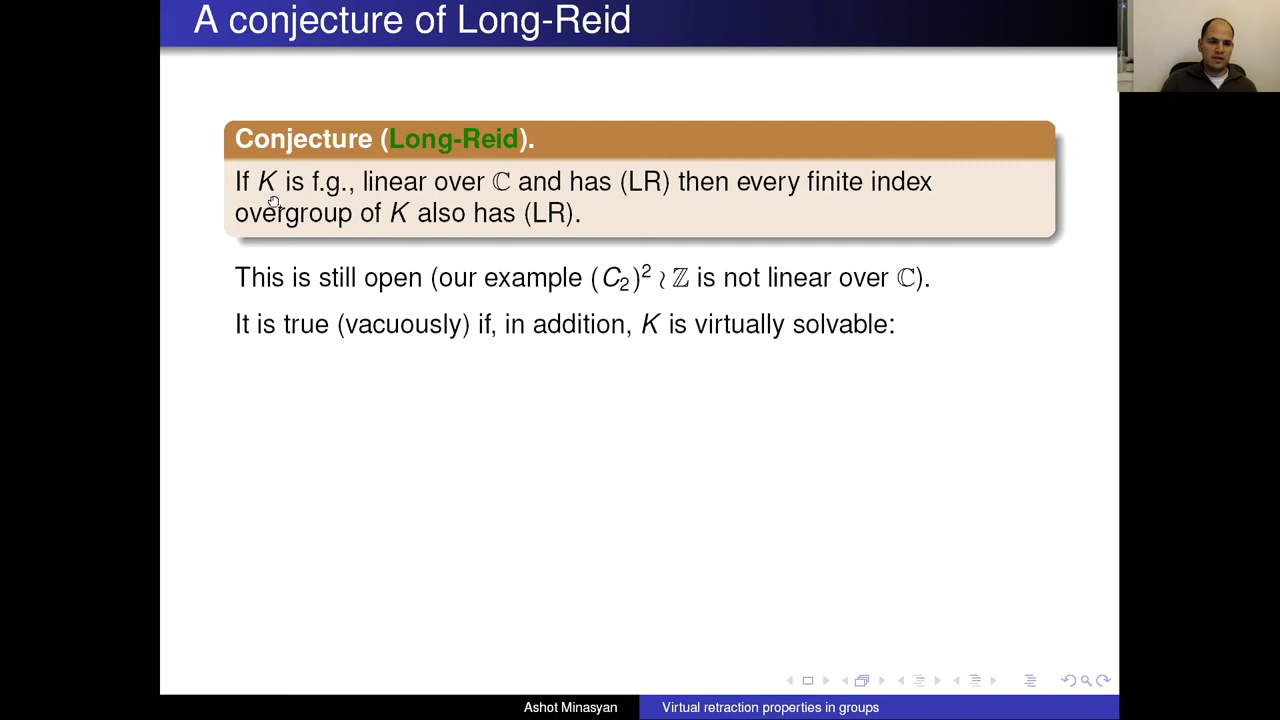 A conjecture of Long-Reid
Conjecture (Long-Reid).
If K is f.g., linear over ℂ and has (LR) then every finite index
overgroup of K also has (LR).
This is still open (our example (C₂)² ≀ ℤ is not linear over ℂ).
It is true (vacuously) if, in addition, K is virtually solvable:
Ashot Minasyan
Virtual retraction properties in groups